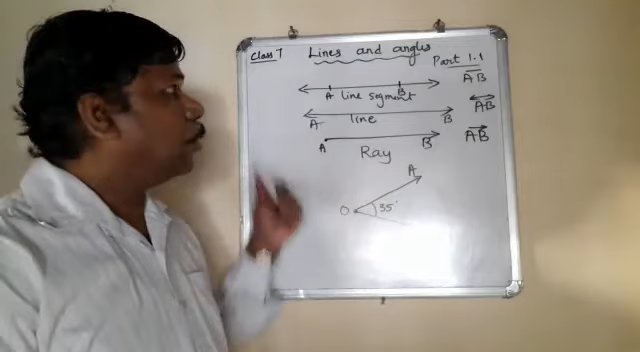 Class 7 Lines and angles
Part 1.1
A B line segment AB
A line B AB
A Ray B AB
A
O 35°